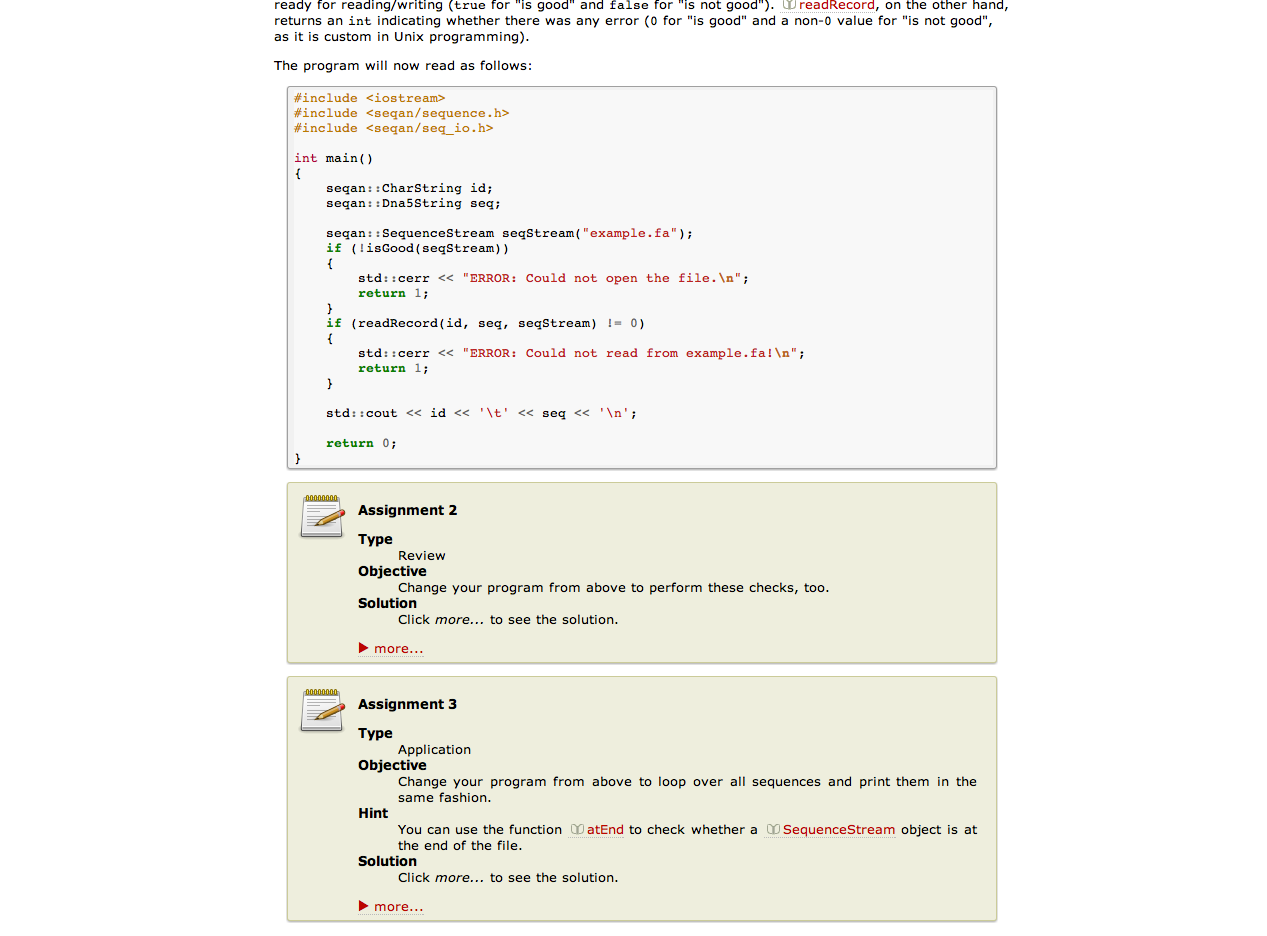 ready for reading/writing (true for "is good" and false for "is not good"). readRecord, on the other hand,
returns an int indicating whether there was any error (0 for "is good" and a non-0 value for "is not good",
as it is custom in Unix programming).
The program will now read as follows:
#include <iostream>
#include <seqan/sequence.h>
#include <seqan/seq_io.h>
int main()
{
    seqan::CharString id;
    seqan::Dna5String seq;
    seqan::SequenceStream seqStream("example.fa");
    if (!isGood(seqStream))
    {
        std::cerr << "ERROR: Could not open the file.\n";
        return 1;
    }
    if (readRecord(id, seq, seqStream) != 0)
    {
        std::cerr << "ERROR: Could not read from example.fa!\n";
        return 1;
    }
    std::cout << id << '\t' << seq << '\n';
    return 0;
}
Assignment 2
Type
Review
Objective
Change your program from above to perform these checks, too.
Solution
Click more... to see the solution.
more...
Assignment 3
Type
Application
Objective
Change your program from above to loop over all sequences and print them in the
same fashion.
Hint
You can use the function atEnd to check whether a SequenceStream object is at
the end of the file.
Solution
Click more... to see the solution.
more...